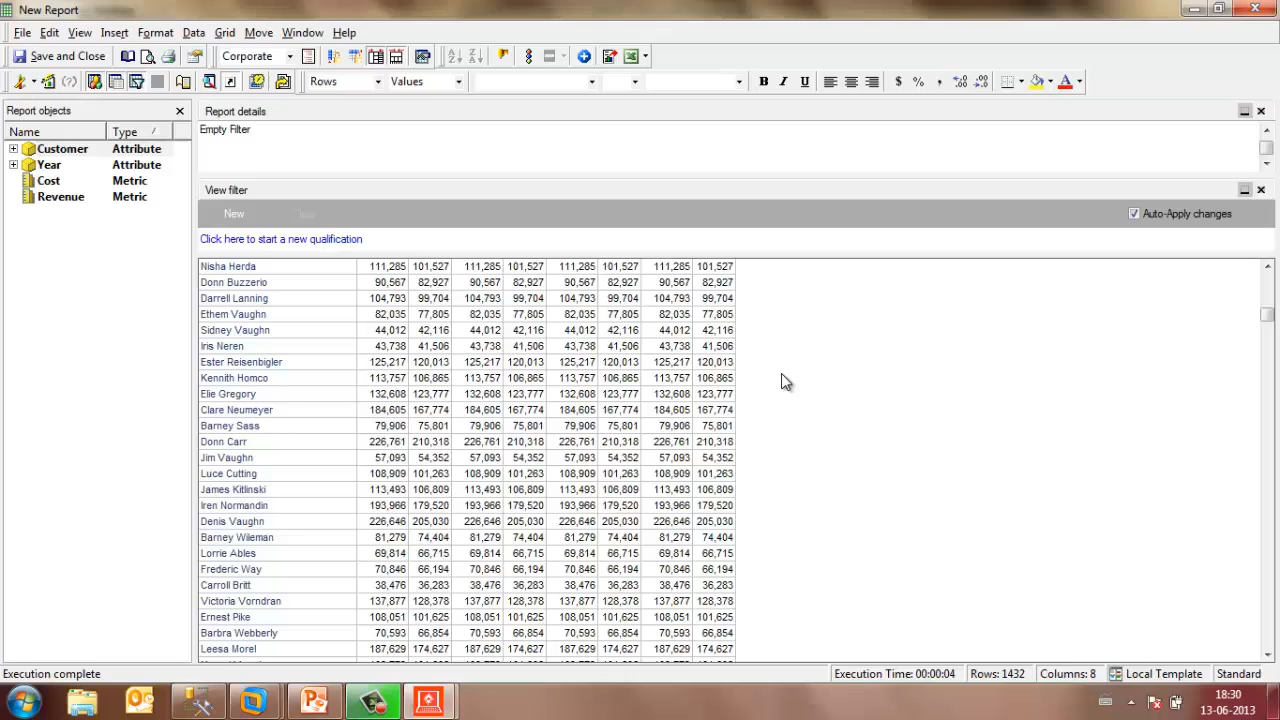 New Report
File Edit View Insert Format Data Grid Move Window Help
Save and Close Corporate
Rows Values B I U $ % ,
Report objects
Name Type
Customer Attribute
Year Attribute
Cost Metric
Revenue Metric
Report details
Empty Filter
View filter
New Auto-Apply changes
Click here to start a new qualification
Nisha Herda 111,285 101,527 111,285 101,527 111,285 101,527 111,285 101,527
Donn Buzzerio 90,567 82,927 90,567 82,927 90,567 82,927 90,567 82,927
Darrell Lanning 104,793 99,704 104,793 99,704 104,793 99,704 104,793 99,704
Ethem Vaughn 82,035 77,805 82,035 77,805 82,035 77,805 82,035 77,805
Sidney Vaughn 44,012 42,116 44,012 42,116 44,012 42,116 44,012 42,116
Iris Neren 43,738 41,506 43,738 41,506 43,738 41,506 43,738 41,506
Ester Reisenbigler 125,217 120,013 125,217 120,013 125,217 120,013 125,217 120,013
Kennith Homco 113,757 106,865 113,757 106,865 113,757 106,865 113,757 106,865
Elie Gregory 132,608 123,777 132,608 123,777 132,608 123,777 132,608 123,777
Clare Neumeyer 184,605 167,774 184,605 167,774 184,605 167,774 184,605 167,774
Barney Sass 79,906 75,801 79,906 75,801 79,906 75,801 79,906 75,801
Donn Carr 226,761 210,318 226,761 210,318 226,761 210,318 226,761 210,318
Jim Vaughn 57,093 54,352 57,093 54,352 57,093 54,352 57,093 54,352
Luce Cutting 108,909 101,263 108,909 101,263 108,909 101,263 108,909 101,263
James Kitlinski 113,493 106,809 113,493 106,809 113,493 106,809 113,493 106,809
Iren Normandin 193,966 179,520 193,966 179,520 193,966 179,520 193,966 179,520
Denis Vaughn 226,646 205,030 226,646 205,030 226,646 205,030 226,646 205,030
Barney Wileman 81,279 74,404 81,279 74,404 81,279 74,404 81,279 74,404
Lorrie Ables 69,814 66,715 69,814 66,715 69,814 66,715 69,814 66,715
Frederic Way 70,846 66,194 70,846 66,194 70,846 66,194 70,846 66,194
Carroll Britt 38,476 36,283 38,476 36,283 38,476 36,283 38,476 36,283
Victoria Vorndran 137,877 128,378 137,877 128,378 137,877 128,378 137,877 128,378
Ernest Pike 108,051 101,625 108,051 101,625 108,051 101,625 108,051 101,625
Barbra Webberly 70,593 66,854 70,593 66,854 70,593 66,854 70,593 66,854
Leesa Morel 187,629 174,627 187,629 174,627 187,629 174,627 187,629 174,627
Execution complete Execution Time: 00:00:04 Rows: 1432 Columns: 8 Local Template Standard
18:30
13-06-2013